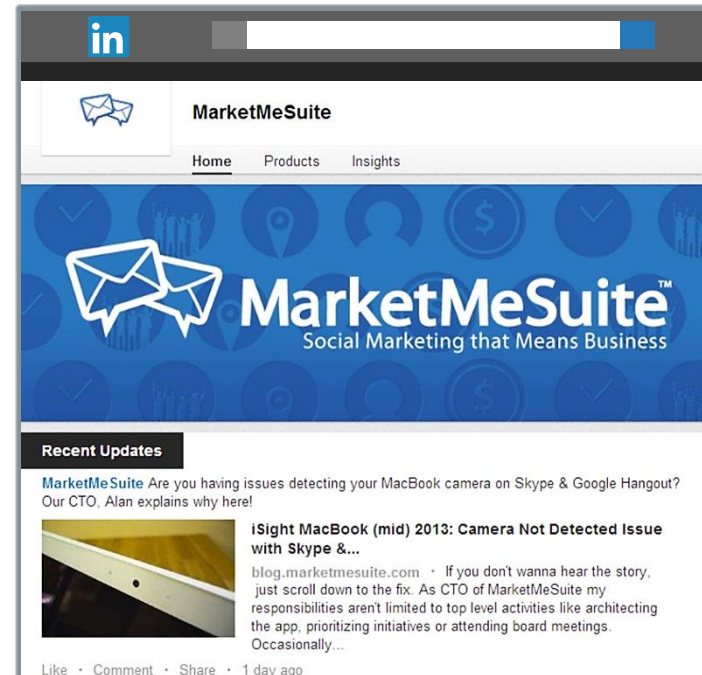 in
MarketMeSuite
Home Products Insights
MarketMeSuite™
Social Marketing that Means Business
Recent Updates
MarketMeSuite Are you having issues detecting your MacBook camera on Skype & Google Hangout?
Our CTO, Alan explains why here!
iSight MacBook (mid) 2013: Camera Not Detected Issue
with Skype &...
blog.marketmesuite.com · If you don't wanna hear the story,
just scroll down to the fix. As CTO of MarketMeSuite my
responsibilities aren't limited to top level activities like architecting
the app, prioritizing initiatives or attending board meetings.
Occasionally...
Like · Comment · Share · 1 day ago